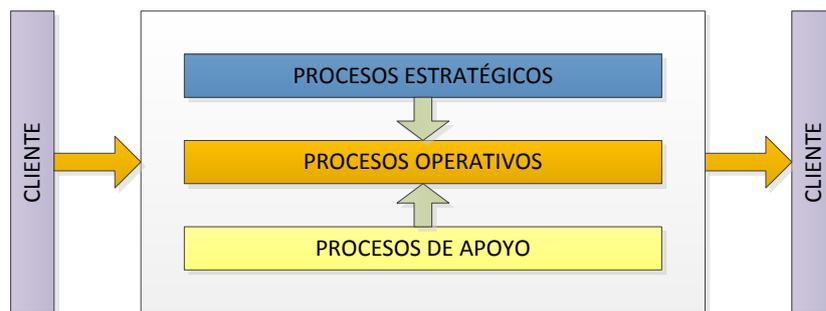 CLIENTE
PROCESOS ESTRATÉGICOS
PROCESOS OPERATIVOS
PROCESOS DE APOYO
CLIENTE